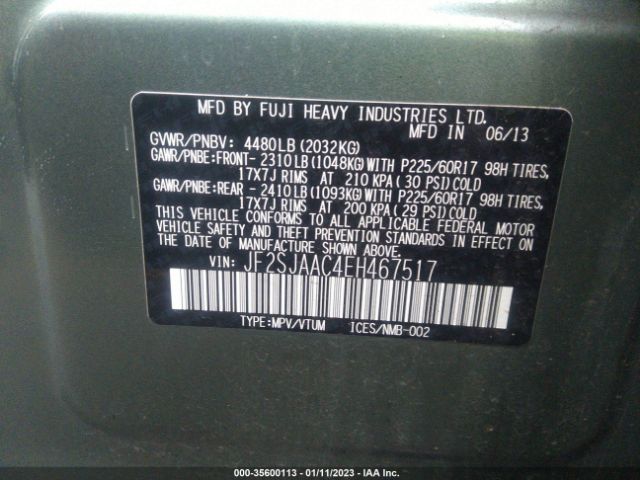 MFD BY FUJI HEAVY INDUSTRIES LTD.
MFD IN 06/13
GVWR/PNBV: 4480LB (2032KG)
GAWR/PNBE:FRONT- 2310LB (1048KG) WITH P225/60R17 98H TIRES,
17X7J RIMS AT 210 KPA (30 PSI) COLD
GAWR/PNBE:REAR - 2410LB (1093KG) WITH P225/60R17 98H TIRES,
17X7J RIMS AT 200 KPA (29 PSI) COLD
THIS VEHICLE CONFORMS TO ALL APPLICABLE FEDERAL MOTOR
VEHICLE SAFETY AND THEFT PREVENTION STANDARDS IN EFFECT ON
THE DATE OF MANUFACTURE SHOWN ABOVE.
VIN: JF2SJAAC4EH467517
TYPE:MPV/VTUM ICES/NMB-002
000-35600113 - 01/11/2023 - IAA Inc.